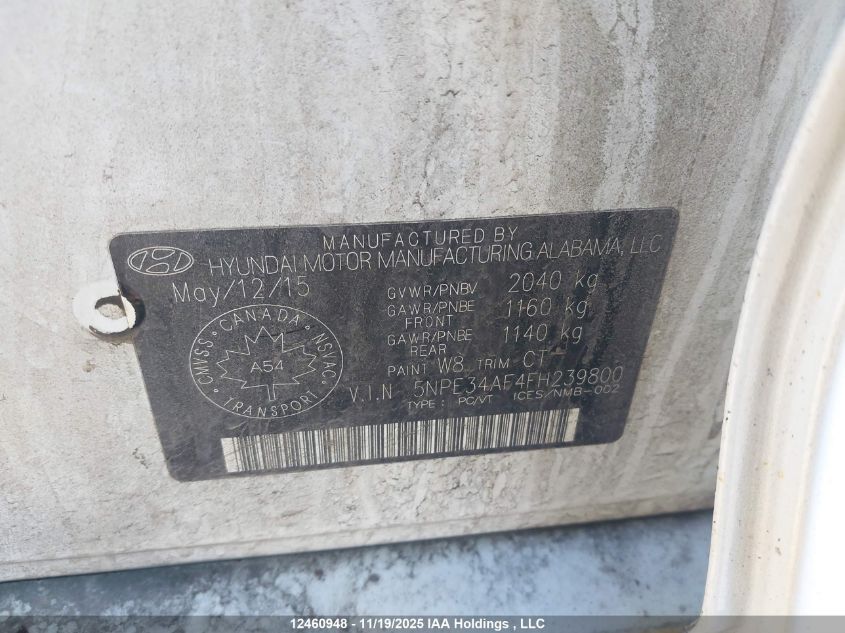 MANUFACTURED BY
HYUNDAI MOTOR MANUFACTURING ALABAMA, LLC
May/12/15
GVWR/PNBV 2040 kg
GAWR/PNBE FRONT 1160 kg
GAWR/PNBE REAR 1140 kg
CANADA
CMVSS NSVAC
A54
TRANSPORT
PAINT W8 TRIM CT
V.I.N 5NPE34AF4FH239800
TYPE: PC/VT ICES/NMB-002
12460948 - 11/19/2025 IAA Holdings , LLC